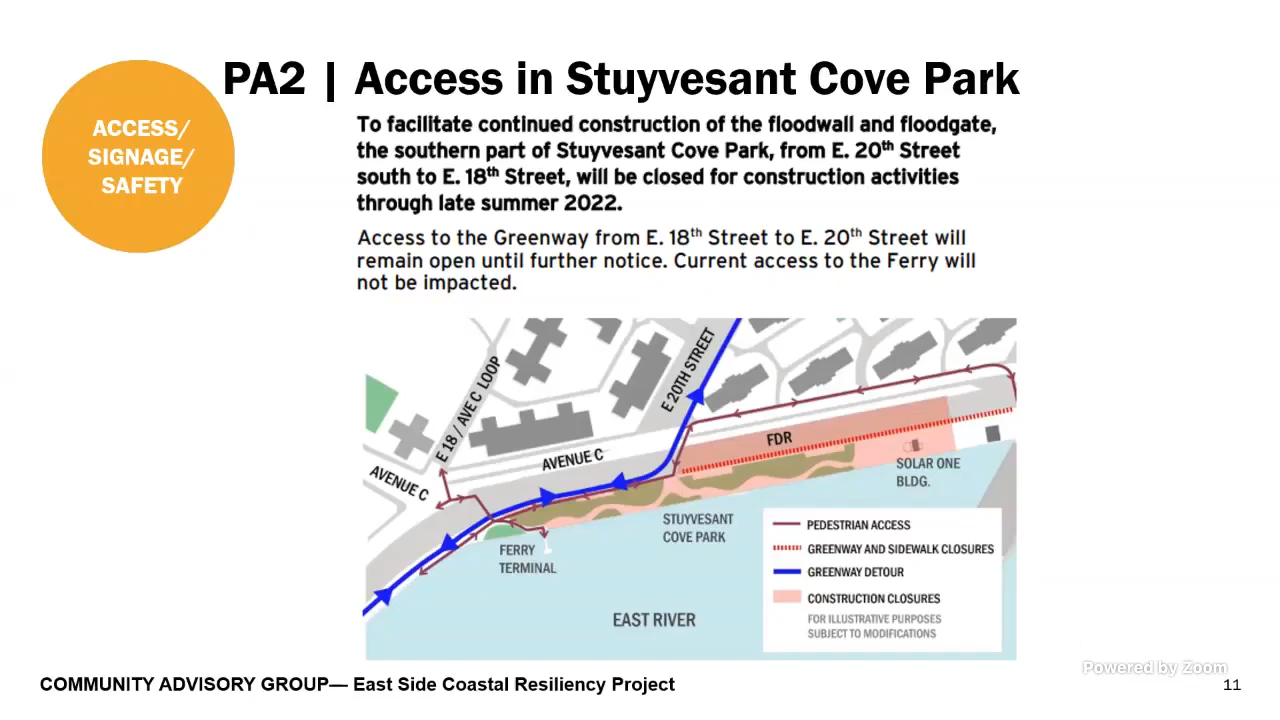 PA2 | Access in Stuyvesant Cove Park
ACCESS/
SIGNAGE/
SAFETY
To facilitate continued construction of the floodwall and floodgate,
the southern part of Stuyvesant Cove Park, from E. 20th Street
south to E. 18th Street, will be closed for construction activities
through late summer 2022.
Access to the Greenway from E. 18th Street to E. 20th Street will
remain open until further notice. Current access to the Ferry will
not be impacted.
E 18 / AVE C LOOP
E 20TH STREET
AVENUE C
AVENUE C
FDR
SOLAR ONE
BLDG.
STUYVESANT
COVE PARK
FERRY
TERMINAL
EAST RIVER
PEDESTRIAN ACCESS
GREENWAY AND SIDEWALK CLOSURES
GREENWAY DETOUR
CONSTRUCTION CLOSURES
FOR ILLUSTRATIVE PURPOSES
SUBJECT TO MODIFICATIONS
Powered by Zoom
COMMUNITY ADVISORY GROUP— East Side Coastal Resiliency Project
11